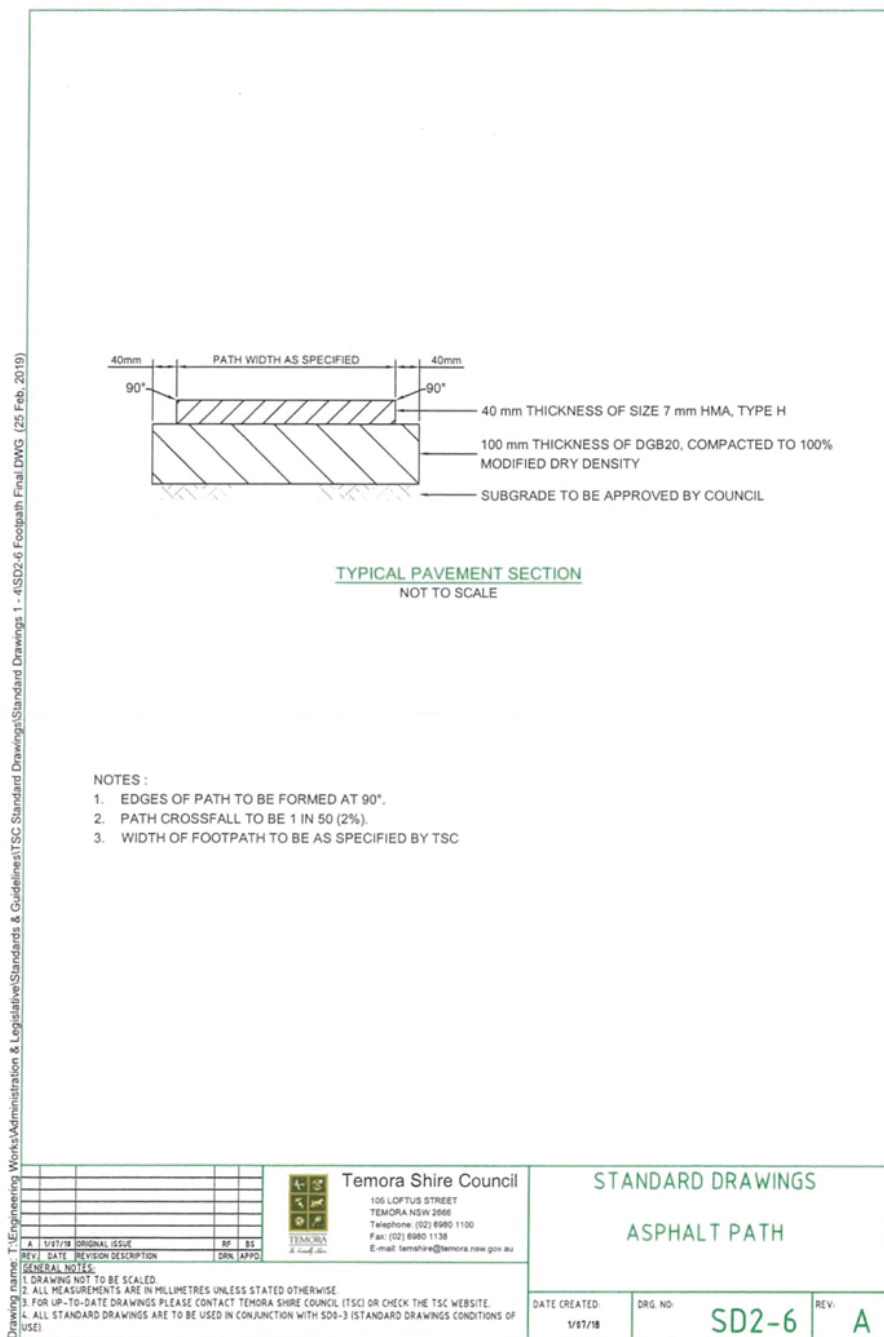 40mm PATH WIDTH AS SPECIFIED 40mm
90° 90°
40 mm THICKNESS OF SIZE 7 mm HMA, TYPE H
100 mm THICKNESS OF DGB20, COMPACTED TO 100%
MODIFIED DRY DENSITY
SUBGRADE TO BE APPROVED BY COUNCIL
TYPICAL PAVEMENT SECTION
NOT TO SCALE
NOTES :
1. EDGES OF PATH TO BE FORMED AT 90°.
2. PATH CROSSFALL TO BE 1 IN 50 (2%).
3. WIDTH OF FOOTPATH TO BE AS SPECIFIED BY TSC
Drawing name: T:\Engineering Works\Administration & Legislative\Standards & Guidelines\TSC Standard Drawings\Standard Drawings 1 - 4\SD2-6 Footpath Final.DWG (25 Feb, 2019)
A 1/07/18 ORIGINAL ISSUE RF BS
REV. DATE REVISION DESCRIPTION DRN. APPD.
TEMORA
Temora Shire Council
105 LOFTUS STREET
TEMORA NSW 2666
Telephone: (02) 6980 1100
Fax: (02) 6980 1138
E-mail: temshire@temora.nsw.gov.au
GENERAL NOTES:
1. DRAWING NOT TO BE SCALED.
2. ALL MEASUREMENTS ARE IN MILLIMETRES UNLESS STATED OTHERWISE.
3. FOR UP-TO-DATE DRAWINGS PLEASE CONTACT TEMORA SHIRE COUNCIL (TSC) OR CHECK THE TSC WEBSITE.
4. ALL STANDARD DRAWINGS ARE TO BE USED IN CONJUNCTION WITH SD0-3 (STANDARD DRAWINGS CONDITIONS OF
USE).
STANDARD DRAWINGS
ASPHALT PATH
DATE CREATED: DRG. NO: REV:
1/07/18 SD2-6 A